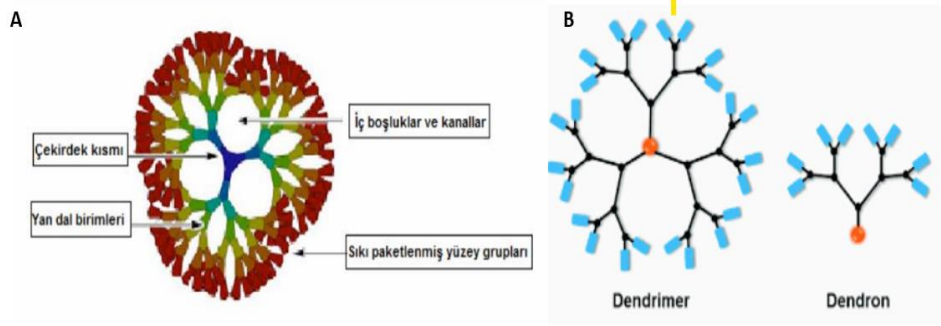 A
B
İç boşluklar ve kanallar
Çekirdek kısmı
Yan dal birimleri
Sıkı paketlenmiş yüzey grupları
Dendrimer
Dendron